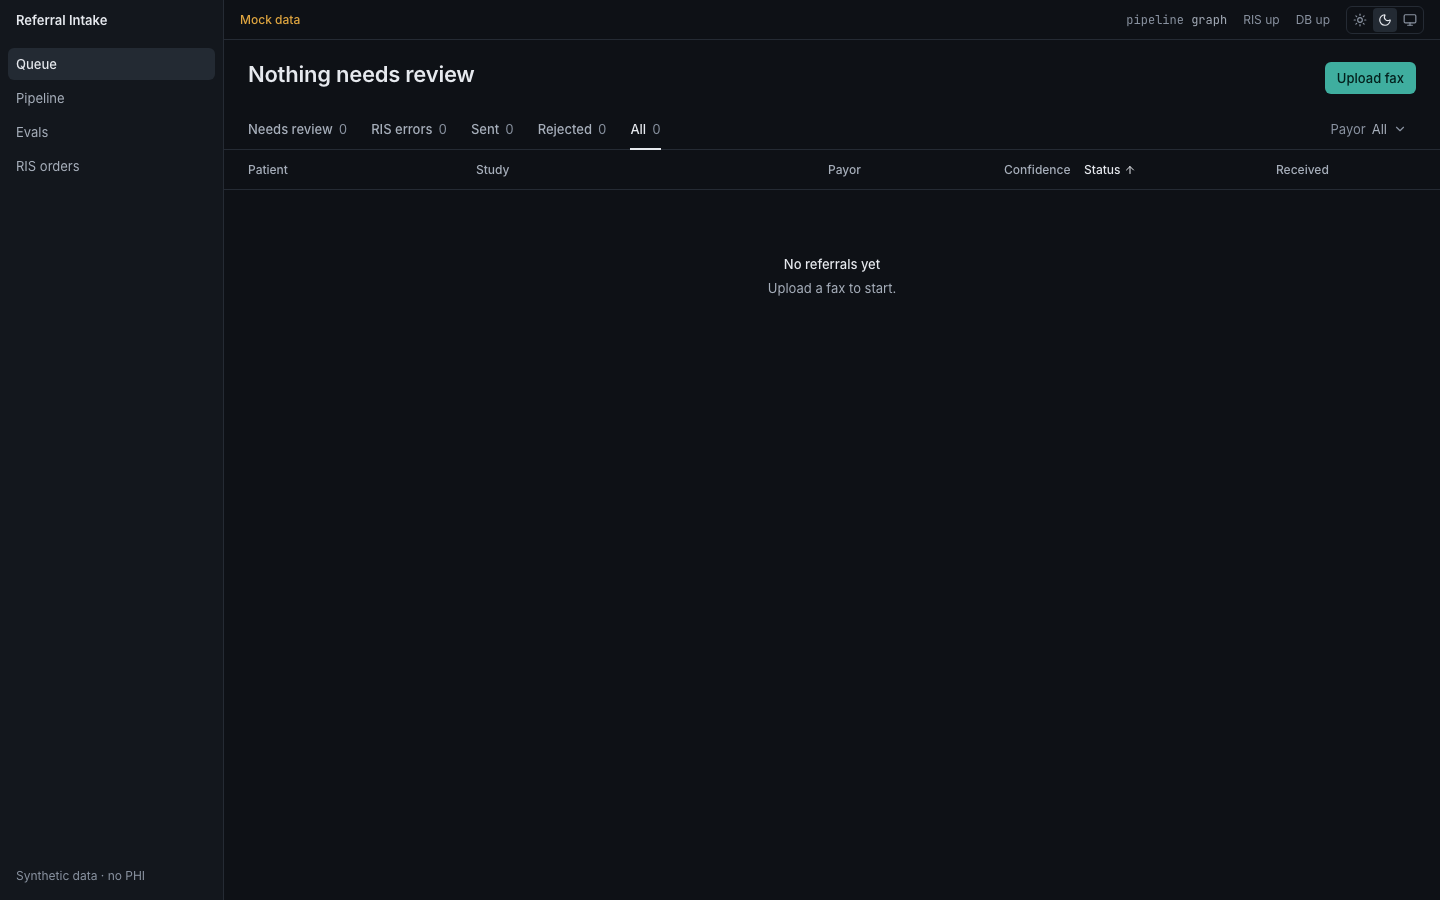 Referral Intake
Queue
Pipeline
Evals
RIS orders
Synthetic data · no PHI
Mock data
pipeline graph RIS up DB up
Nothing needs review
Upload fax
Needs review 0 RIS errors 0 Sent 0 Rejected 0 All 0
Payor All
Patient Study Payor Confidence Status ↑ Received
No referrals yet
Upload a fax to start.